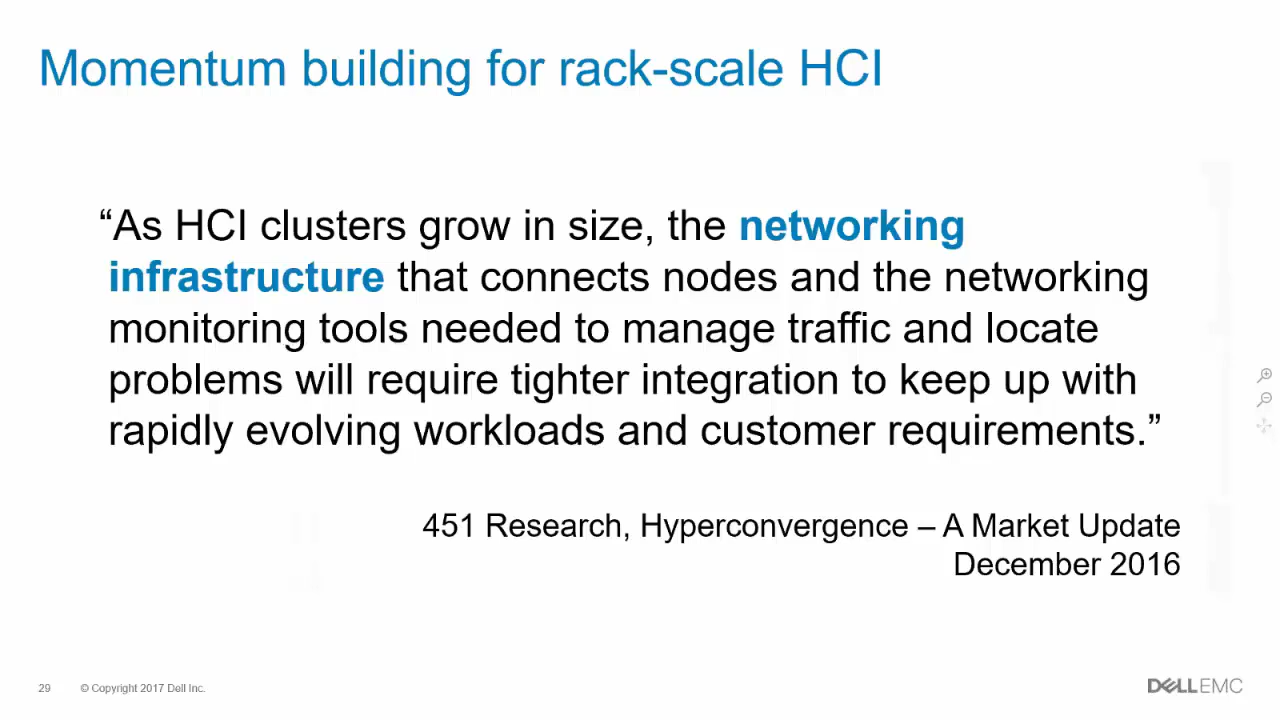 Momentum building for rack-scale HCI
“As HCI clusters grow in size, the networking
infrastructure that connects nodes and the networking
monitoring tools needed to manage traffic and locate
problems will require tighter integration to keep up with
rapidly evolving workloads and customer requirements.”
451 Research, Hyperconvergence – A Market Update
December 2016
29 © Copyright 2017 Dell Inc.
DELLEMC